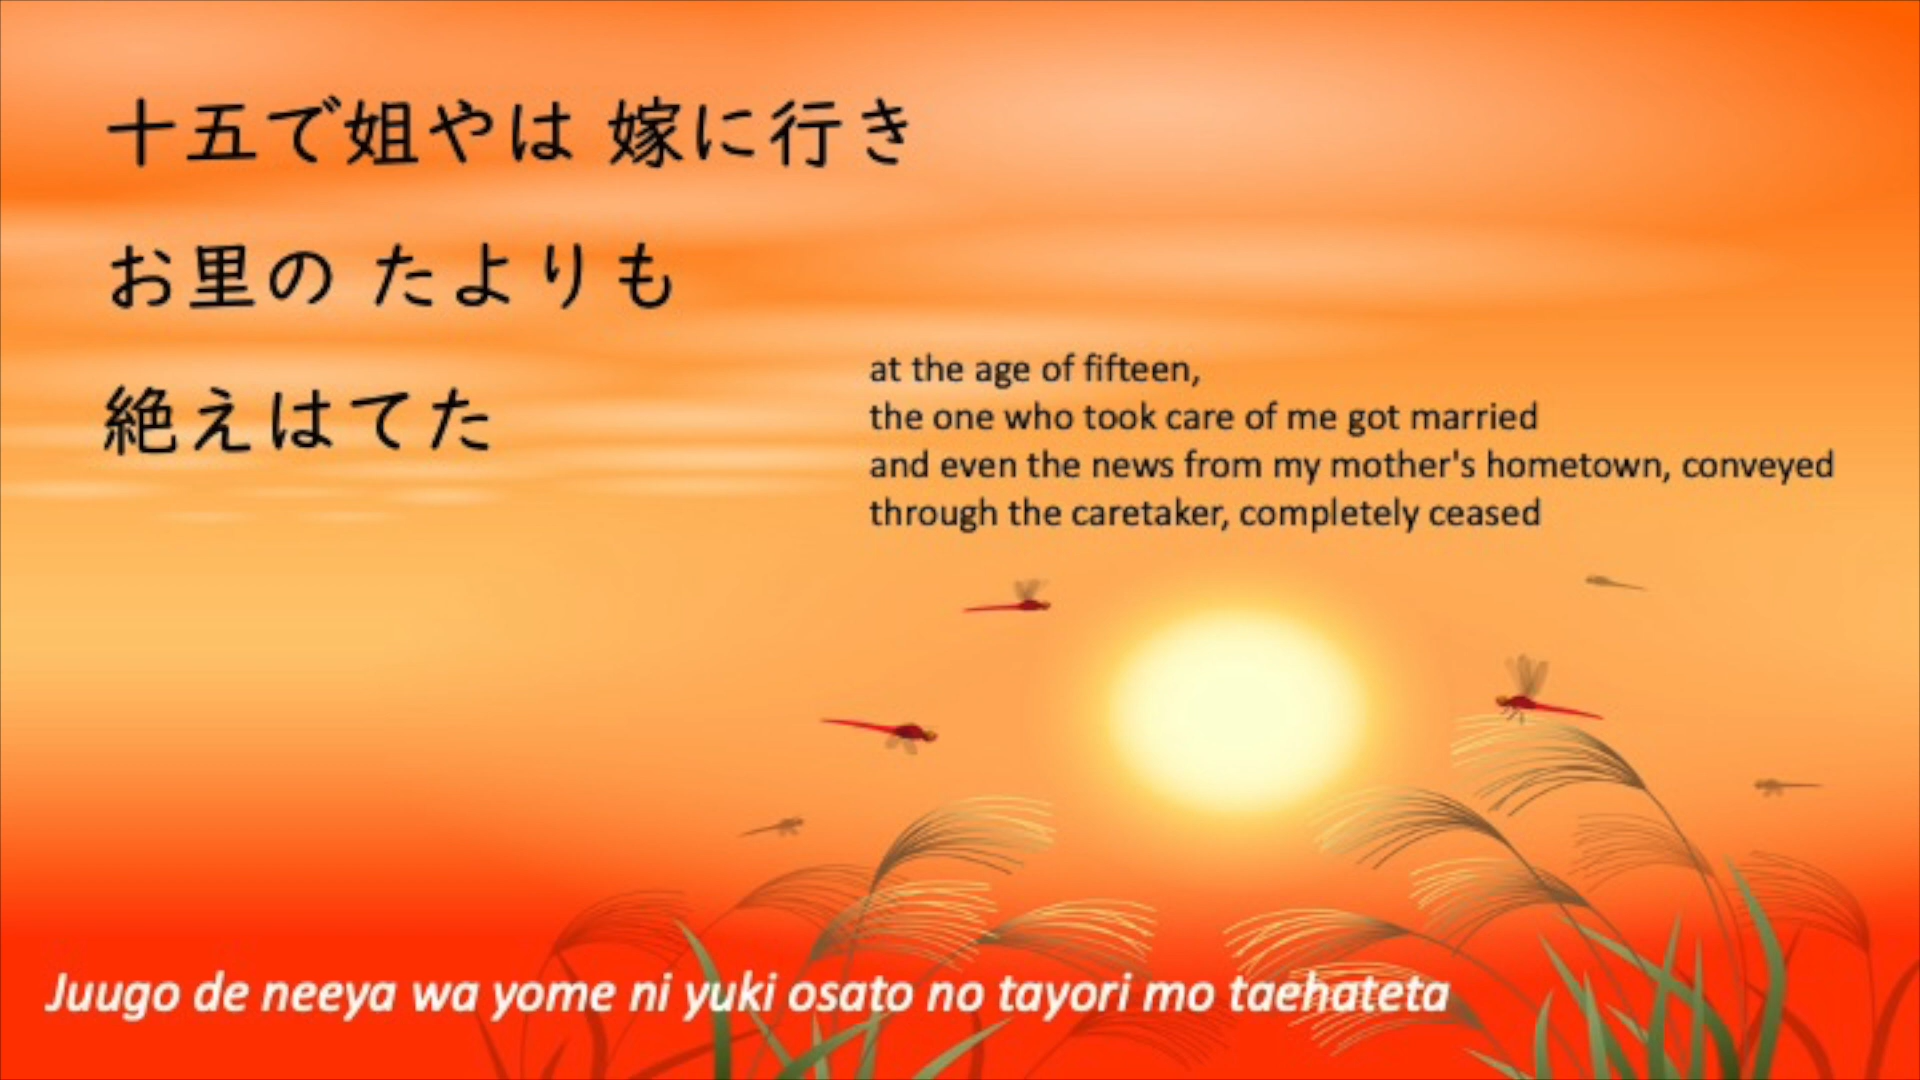 十五で姐やは 嫁に行き
お里の たよりも
絶えはてた
at the age of fifteen,
the one who took care of me got married
and even the news from my mother's hometown, conveyed
through the caretaker, completely ceased
Juugo de neeya wa yome ni yuki osato no tayori mo taehateta